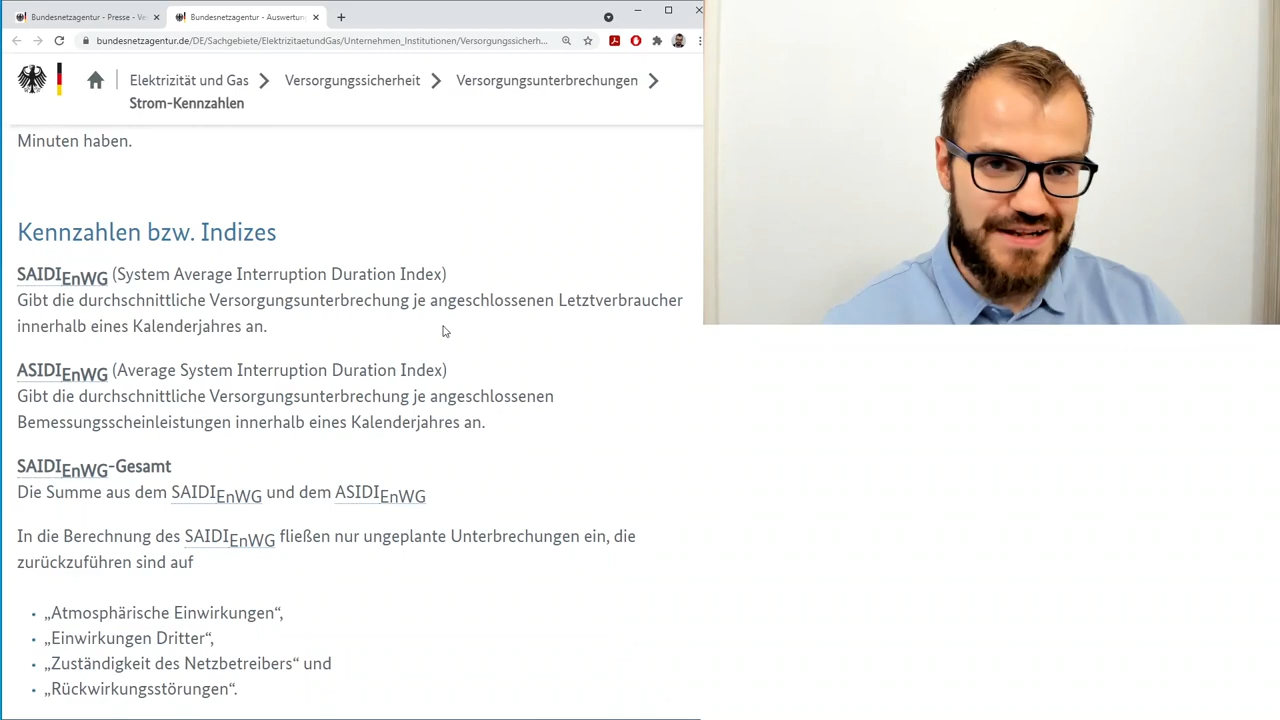 Bundesnetzagentur - Presse - Ve
Bundesnetzagentur - Auswertun
bundesnetzagentur.de/DE/Sachgebiete/ElektrizitaetundGas/Unternehmen_Institutionen/Versorgungssicherh...
Elektrizität und Gas
Versorgungssicherheit
Versorgungsunterbrechungen
Strom-Kennzahlen
Minuten haben.
Kennzahlen bzw. Indizes
SAIDIEnWG (System Average Interruption Duration Index)
Gibt die durchschnittliche Versorgungsunterbrechung je angeschlossenen Letztverbraucher
innerhalb eines Kalenderjahres an.
ASIDIEnWG (Average System Interruption Duration Index)
Gibt die durchschnittliche Versorgungsunterbrechung je angeschlossenen
Bemessungsscheinleistungen innerhalb eines Kalenderjahres an.
SAIDIEnWG-Gesamt
Die Summe aus dem SAIDIEnWG und dem ASIDIEnWG
In die Berechnung des SAIDIEnWG fließen nur ungeplante Unterbrechungen ein, die
zurückzuführen sind auf
• „Atmosphärische Einwirkungen“,
• „Einwirkungen Dritter“,
• „Zuständigkeit des Netzbetreibers“ und
• „Rückwirkungsstörungen“.